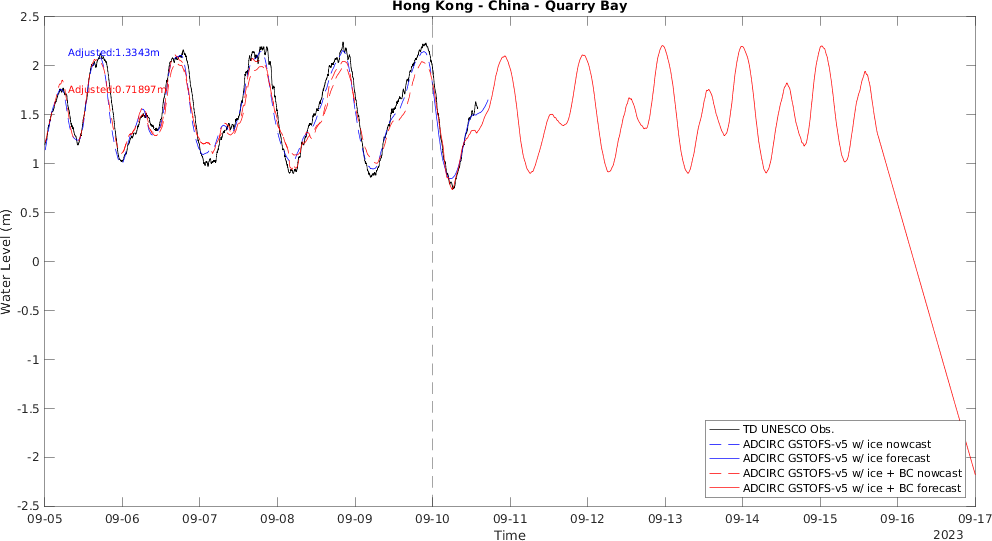 Hong Kong - China - Quarry Bay
2.5
2
1.5
1
0.5
0
-0.5
-1
-1.5
-2
-2.5
Water Level (m)
Adjusted:1.3343m
Adjusted:0.71897m
TD UNESCO Obs.
ADCIRC GSTOFS-v5 w/ ice nowcast
ADCIRC GSTOFS-v5 w/ ice forecast
ADCIRC GSTOFS-v5 w/ ice + BC nowcast
ADCIRC GSTOFS-v5 w/ ice + BC forecast
09-05 09-06 09-07 09-08 09-09 09-10 09-11 09-12 09-13 09-14 09-15 09-16 09-17
Time
2023